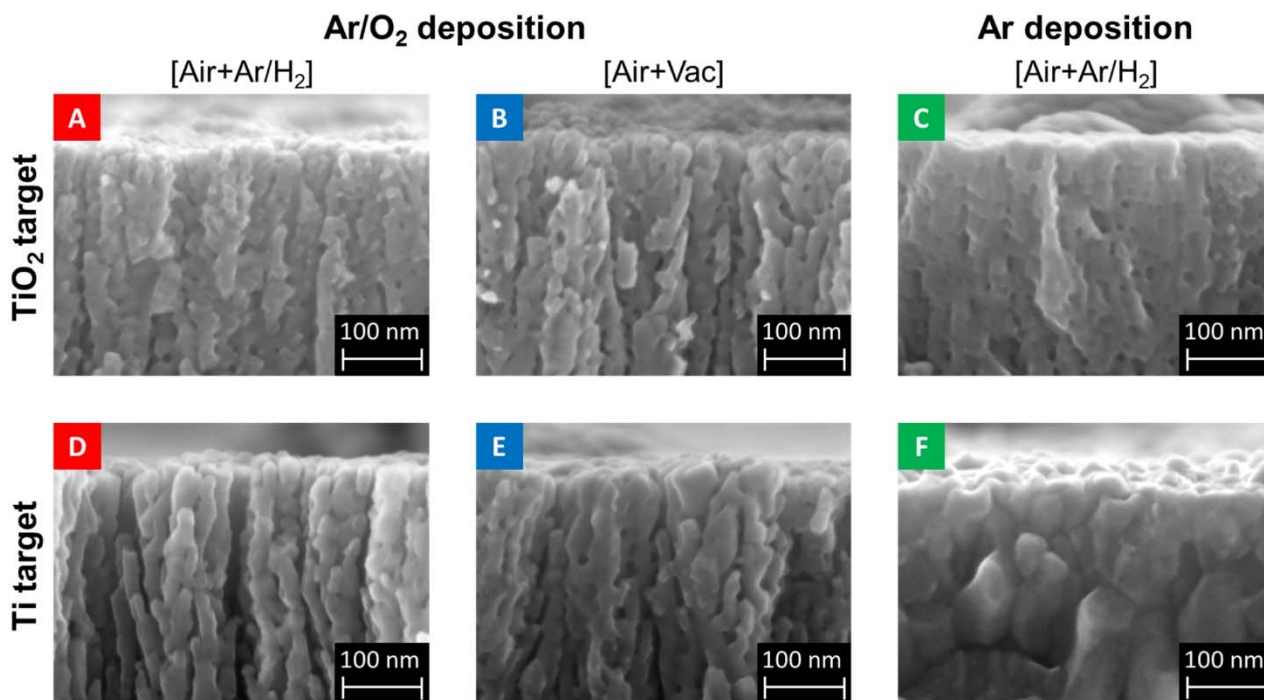 Ar/O₂ deposition
Ar deposition
[Air+Ar/H₂]
[Air+Vac]
[Air+Ar/H₂]
TiO₂ target
A
100 nm
B
100 nm
C
100 nm
Ti target
D
100 nm
E
100 nm
F
100 nm